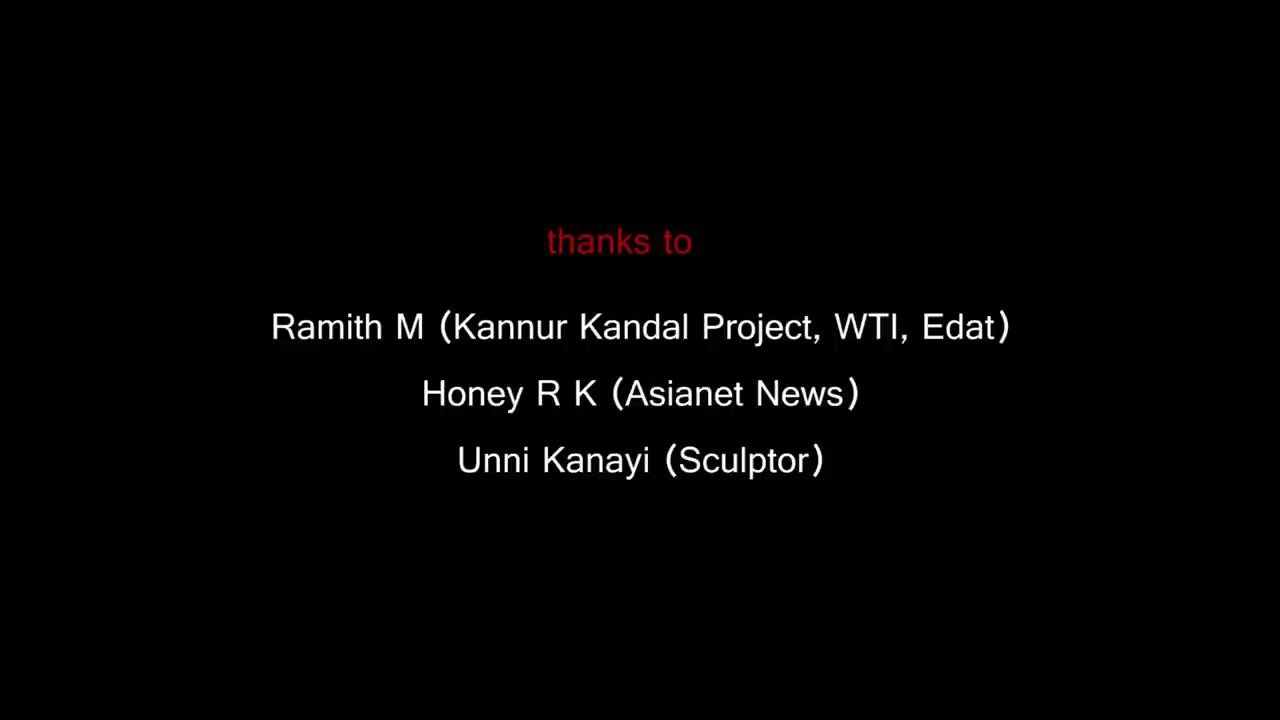 thanks to
Ramith M (Kannur Kandal Project, WTI, Edat)
Honey R K (Asianet News)
Unni Kanayi (Sculptor)